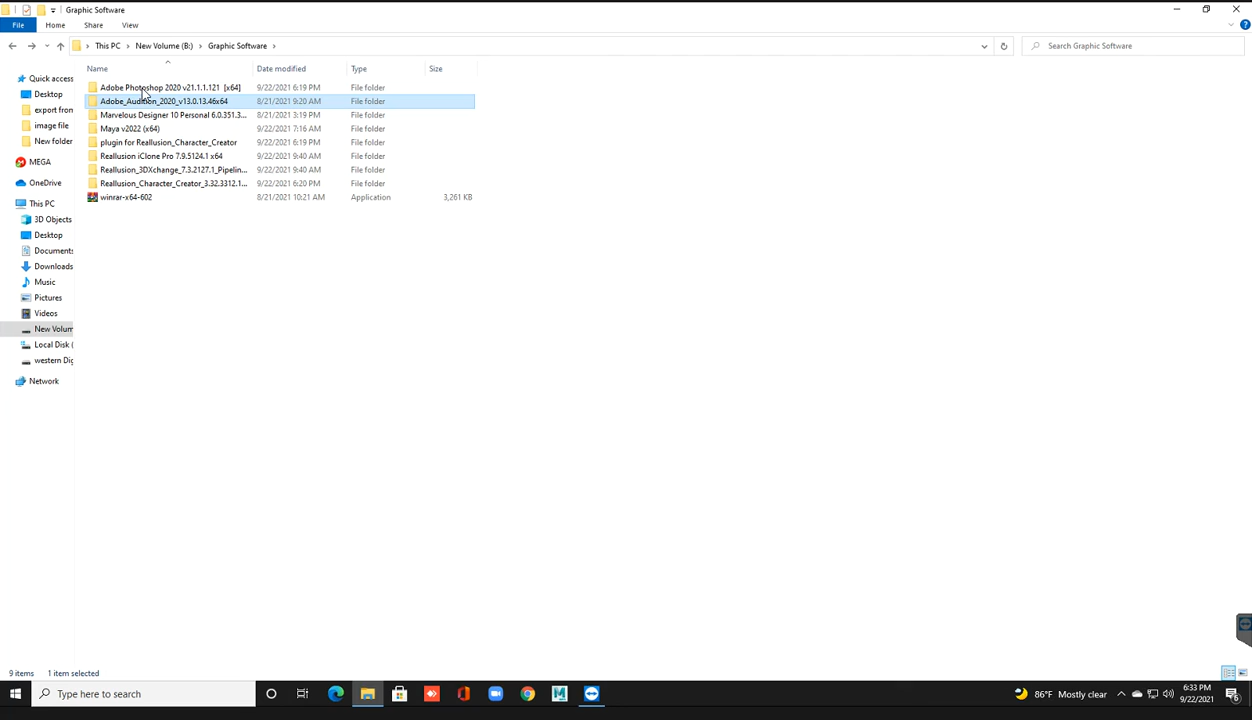 Graphic Software
File Home Share View
This PC New Volume (B:) Graphic Software Search Graphic Software
Name Date modified Type Size
Quick access
Desktop
export fron
image file
New folder
MEGA
OneDrive
This PC
3D Objects
Desktop
Documents
Downloads
Music
Pictures
Videos
New Volum
Local Disk (
western Dig
Network
Adobe Photoshop 2020 v21.1.1.121 [x64] 9/22/2021 6:19 PM File folder
Adobe_Audition_2020_v13.0.13.46x64 8/21/2021 9:20 AM File folder
Marvelous Designer 10 Personal 6.0.351.3... 8/21/2021 3:19 PM File folder
Maya v2022 (x64) 9/22/2021 7:16 AM File folder
plugin for Reallusion_Character_Creator 9/22/2021 6:19 PM File folder
Reallusion iClone Pro 7.9.5124.1 x64 9/22/2021 9:40 AM File folder
Reallusion_3DXchange_7.3.2127.1_Pipelin... 9/22/2021 9:40 AM File folder
Reallusion_Character_Creator_3.32.3312.1... 9/22/2021 6:20 PM File folder
winrar-x64-602 8/21/2021 10:21 AM Application 3,261 KB
9 items 1 item selected
Type here to search
86°F Mostly clear
6:33 PM
9/22/2021
6